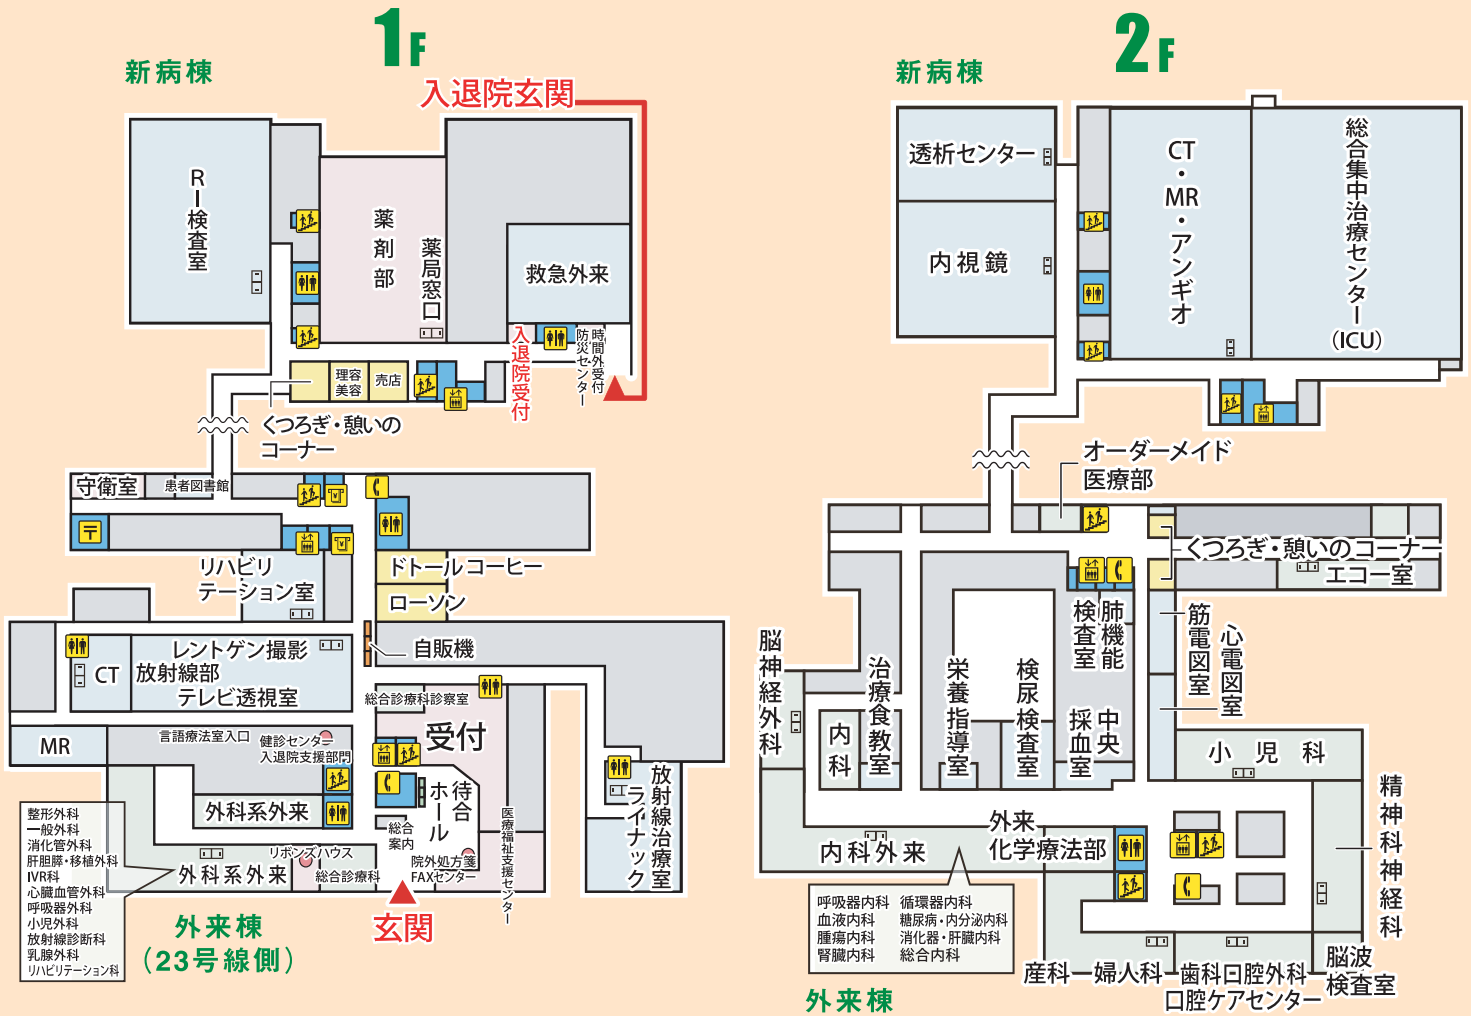 1F
新病棟
入退院玄関
RI検査室
薬剤部
薬局窓口
救急外来
入退院受付
防災センター
時間外受付
理容
美容
売店
くつろぎ・憩いの
コーナー
守衛室
患者図書館
〒
リハビリ
テーション室
ドトールコーヒー
ローソン
自販機
レントゲン撮影
CT
放射線部
テレビ透視室
総合診療科診察室
受付
MR
言語療法室入口
健診センター
入退院支援部門
外科系外来
待合
ホール
総合
案内
院外処方箋
FAXセンター
医療福祉支援センター
放射線治療室
ライナック
リボンズハウス
総合診療科
外科系外来
整形外科
一般外科
消化管外科
肝胆膵・移植外科
IVR科
心臓血管外科
呼吸器外科
小児外科
放射線診断科
乳腺外科
リハビリテーション科
玄関
外来棟
（23号線側）
2F
新病棟
透析センター
内視鏡
CT・MR・アンギオ
総合集中治療センター
（ICU）
オーダーメイド
医療部
くつろぎ・憩いのコーナー
エコー室
肺機能
検査室
筋電図室
心電図室
脳神経外科
治療食教室
内科
栄養指導室
検尿検査室
中央
採血室
小児科
精神科神経科
外来
化学療法部
内科外来
呼吸器内科 循環器内科
血液内科 糖尿病・内分泌内科
腫瘍内科 消化器・肝臓内科
腎臓内科 総合内科
産科
婦人科
歯科口腔外科
口腔ケアセンター
脳波
検査室
外来棟